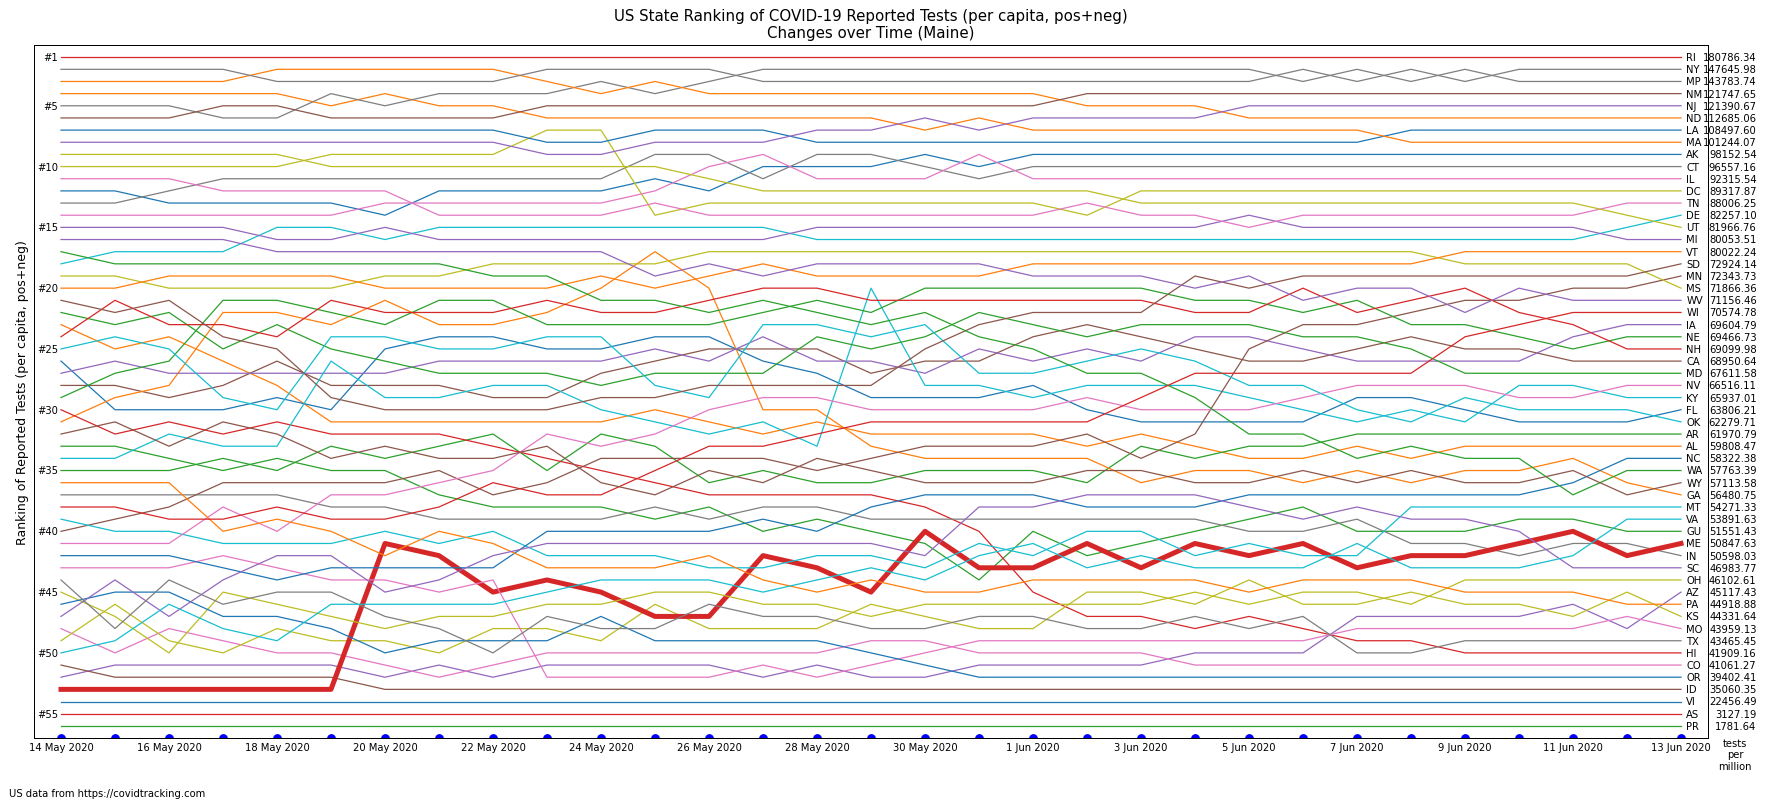 US State Ranking of COVID-19 Reported Tests (per capita, pos+neg)
Changes over Time (Maine)
Ranking of Reported Tests (per capita, pos+neg)
#1
#5
#10
#15
#20
#25
#30
#35
#40
#45
#50
#55
RI 180786.34
NY 147645.98
MP 143783.74
NM 121747.65
NJ 121390.67
ND 112685.06
LA 108497.60
MA 101244.07
AK 98152.54
CT 96557.16
IL 92315.54
DC 89317.87
TN 88006.25
DE 82257.10
UT 81966.76
MI 80053.51
VT 80022.24
SD 72924.14
MN 72343.73
MS 71866.36
WV 71156.46
WI 70574.78
IA 69604.79
NE 69466.73
NH 69099.98
CA 68950.64
MD 67611.58
NV 66516.11
KY 65937.01
FL 63806.21
OK 62279.71
AR 61970.79
AL 59808.47
NC 58322.38
WA 57763.39
WY 57113.58
GA 56480.75
MT 54271.33
VA 53891.63
GU 51551.43
ME 50847.63
IN 50598.03
SC 46983.77
OH 46102.61
AZ 45117.43
PA 44918.88
KS 44331.64
MO 43959.13
TX 43465.45
HI 41909.16
CO 41061.27
OR 39402.41
ID 35060.35
VI 22456.49
AS 3127.19
PR 1781.64
14 May 2020 16 May 2020 18 May 2020 20 May 2020 22 May 2020 24 May 2020 26 May 2020 28 May 2020 30 May 2020 1 Jun 2020 3 Jun 2020 5 Jun 2020 7 Jun 2020 9 Jun 2020 11 Jun 2020 13 Jun 2020
tests
per
million
US data from https://covidtracking.com